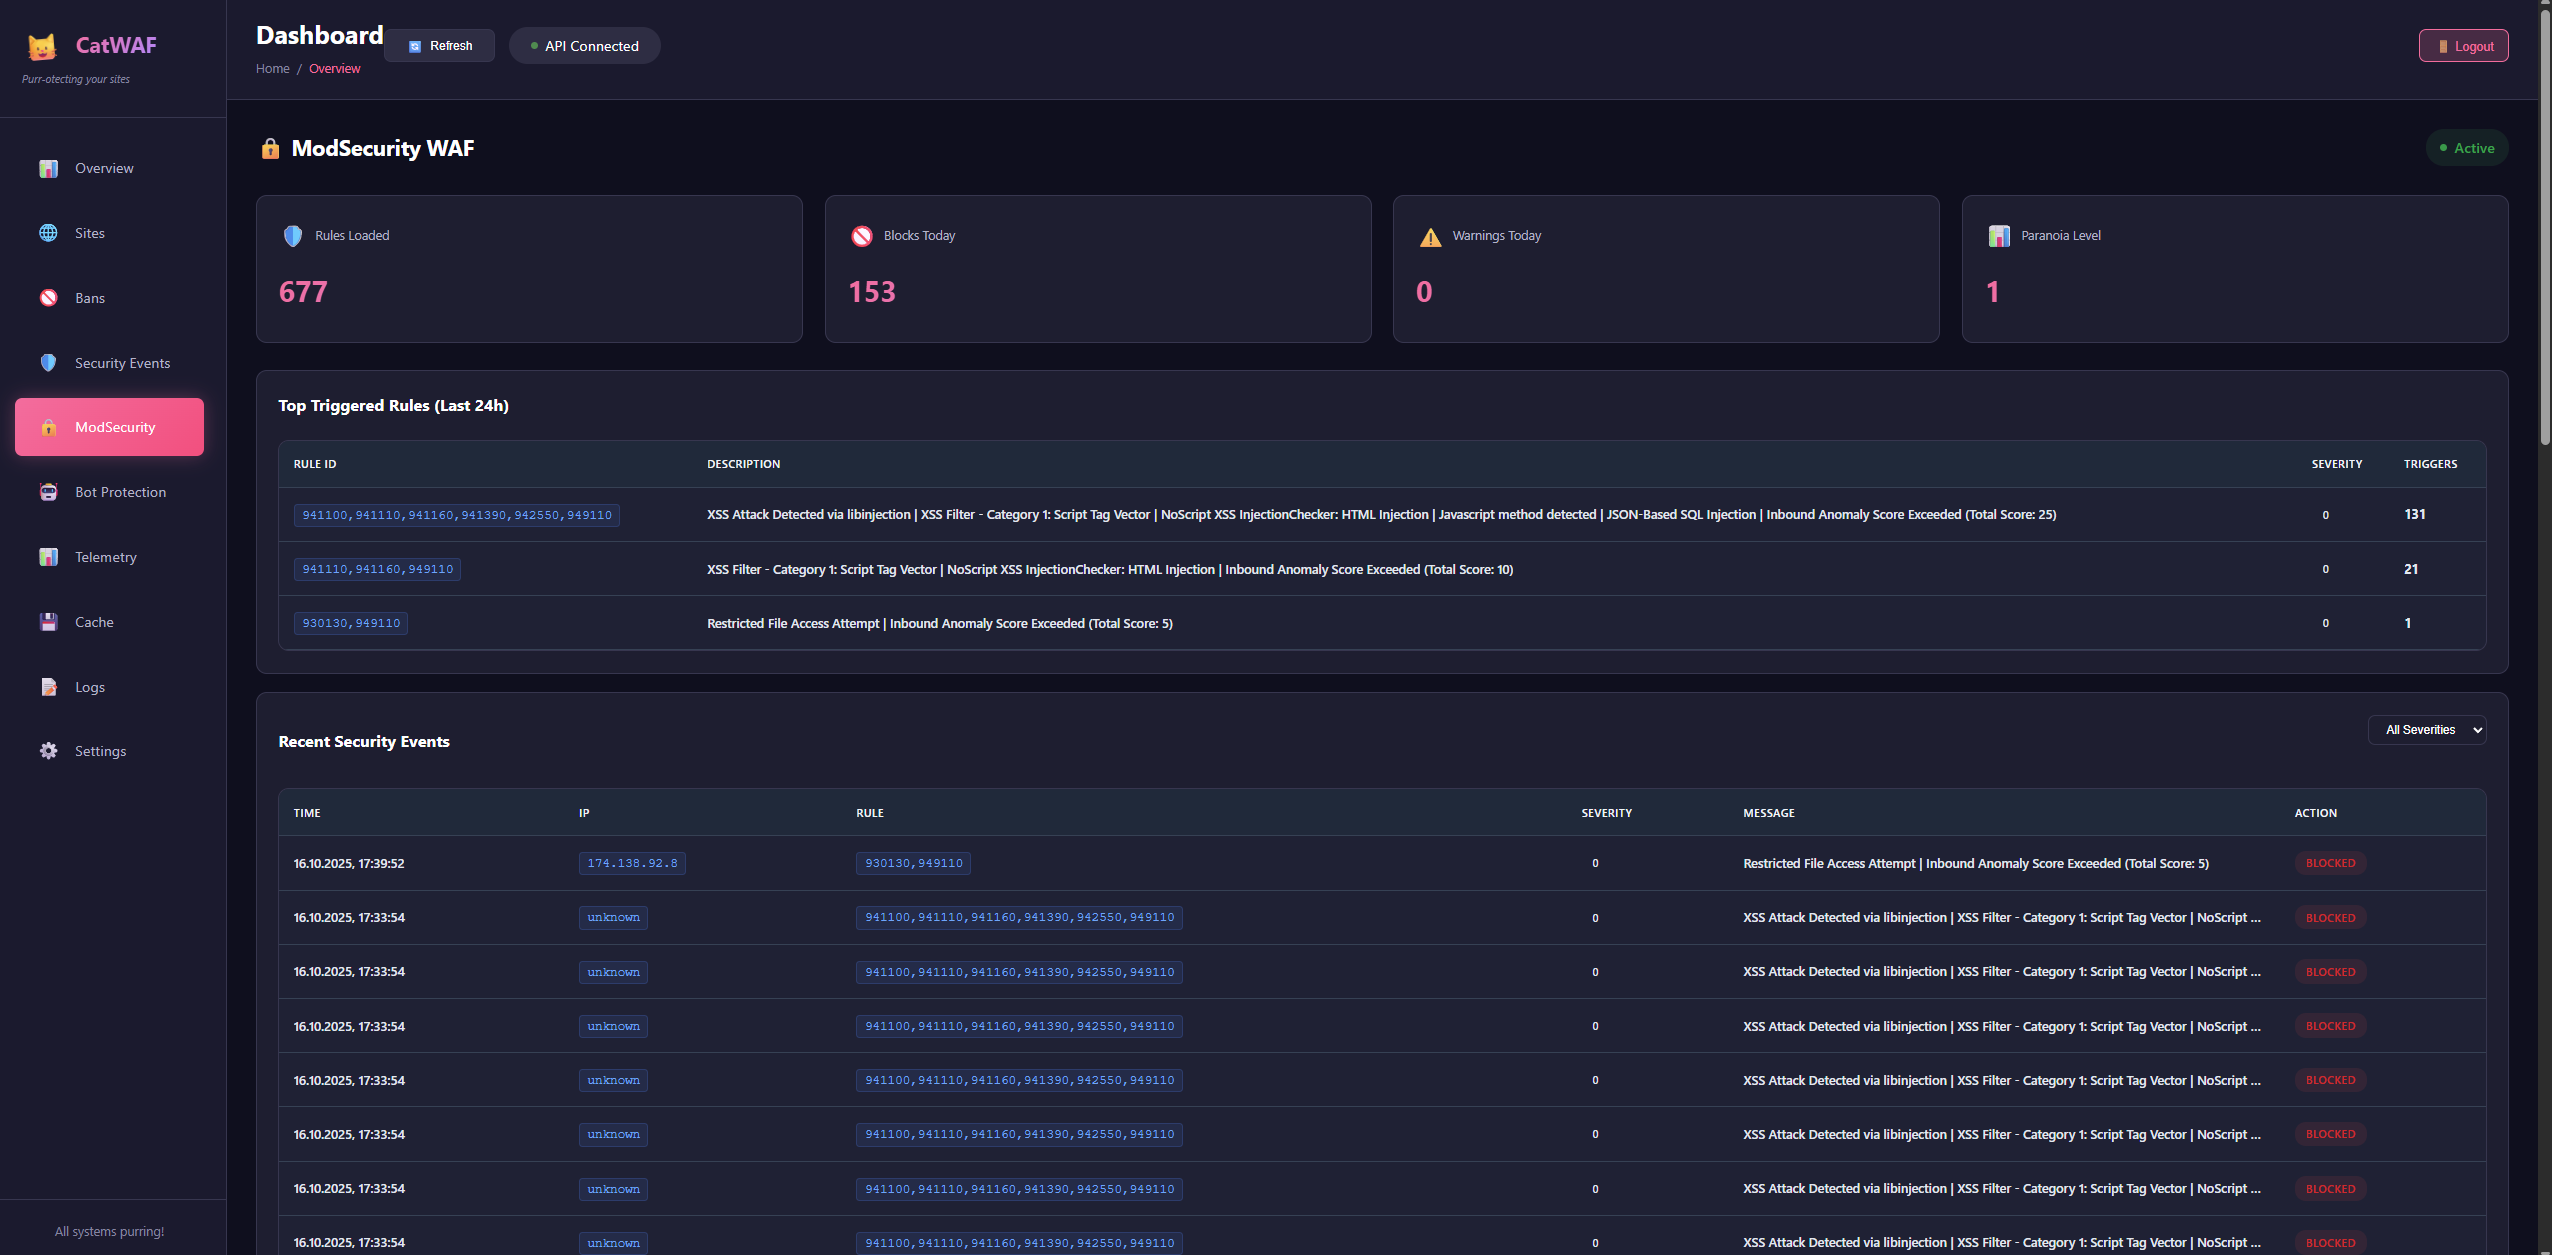 CatWAF
Purr-otecting your sites
Overview
Sites
Bans
Security Events
ModSecurity
Bot Protection
Telemetry
Cache
Logs
Settings
All systems purring!
Dashboard
Home / Overview
Refresh
API Connected
Logout
ModSecurity WAF
Active
Rules Loaded
677
Blocks Today
153
Warnings Today
0
Paranoia Level
1
Top Triggered Rules (Last 24h)
RULE ID DESCRIPTION SEVERITY TRIGGERS
941100,941110,941160,941390,942550,949110 XSS Attack Detected via libinjection | XSS Filter - Category 1: Script Tag Vector | NoScript XSS InjectionChecker: HTML Injection | Javascript method detected | JSON-Based SQL Injection | Inbound Anomaly Score Exceeded (Total Score: 25) 0 131
941110,941160,949110 XSS Filter - Category 1: Script Tag Vector | NoScript XSS InjectionChecker: HTML Injection | Inbound Anomaly Score Exceeded (Total Score: 10) 0 21
930130,949110 Restricted File Access Attempt | Inbound Anomaly Score Exceeded (Total Score: 5) 0 1
Recent Security Events
All Severities
TIME IP RULE SEVERITY MESSAGE ACTION
16.10.2025, 17:39:52 174.138.92.8 930130,949110 0 Restricted File Access Attempt | Inbound Anomaly Score Exceeded (Total Score: 5) BLOCKED
16.10.2025, 17:33:54 unknown 941100,941110,941160,941390,942550,949110 0 XSS Attack Detected via libinjection | XSS Filter - Category 1: Script Tag Vector | NoScript ... BLOCKED
16.10.2025, 17:33:54 unknown 941100,941110,941160,941390,942550,949110 0 XSS Attack Detected via libinjection | XSS Filter - Category 1: Script Tag Vector | NoScript ... BLOCKED
16.10.2025, 17:33:54 unknown 941100,941110,941160,941390,942550,949110 0 XSS Attack Detected via libinjection | XSS Filter - Category 1: Script Tag Vector | NoScript ... BLOCKED
16.10.2025, 17:33:54 unknown 941100,941110,941160,941390,942550,949110 0 XSS Attack Detected via libinjection | XSS Filter - Category 1: Script Tag Vector | NoScript ... BLOCKED
16.10.2025, 17:33:54 unknown 941100,941110,941160,941390,942550,949110 0 XSS Attack Detected via libinjection | XSS Filter - Category 1: Script Tag Vector | NoScript ... BLOCKED
16.10.2025, 17:33:54 unknown 941100,941110,941160,941390,942550,949110 0 XSS Attack Detected via libinjection | XSS Filter - Category 1: Script Tag Vector | NoScript ... BLOCKED
16.10.2025, 17:33:54 unknown 941100,941110,941160,941390,942550,949110 0 XSS Attack Detected via libinjection | XSS Filter - Category 1: Script Tag Vector | NoScript ... BLOCKED